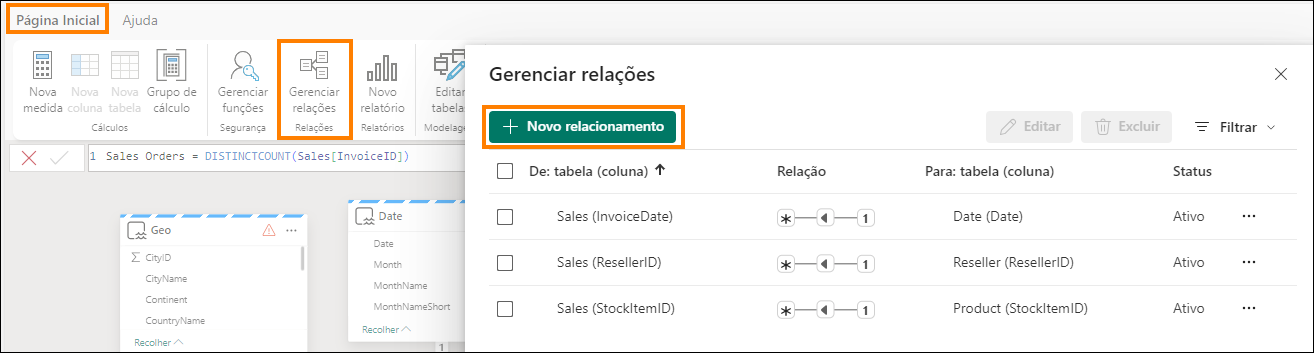 Página Inicial
Ajuda
Nova medida
Nova coluna
Nova tabela
Grupo de cálculo
Cálculos
Gerenciar funções
Segurança
Gerenciar relações
Relações
Novo relatório
Relatórios
Editar tabelas
Modelage
1 Sales Orders = DISTINCTCOUNT(Sales[InvoiceID])
Geo
CityID
CityName
Continent
CountryName
Recolher
Date
Date
Month
MonthName
MonthNameShort
Recolher
1
Gerenciar relações
Novo relacionamento
Editar
Excluir
Filtrar
De: tabela (coluna) Relação Para: tabela (coluna) Status
Sales (InvoiceDate) 1 Date (Date) Ativo
Sales (ResellerID) 1 Reseller (ResellerID) Ativo
Sales (StockItemID) 1 Product (StockItemID) Ativo